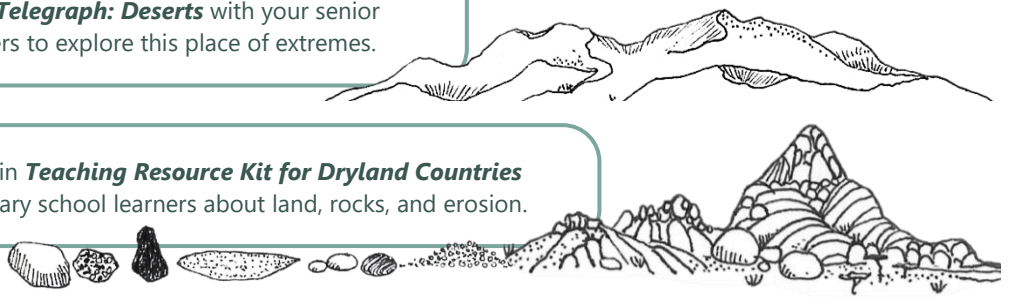 Telegraph: Deserts with your senior
ers to explore this place of extremes.
in Teaching Resource Kit for Dryland Countries
ary school learners about land, rocks, and erosion.